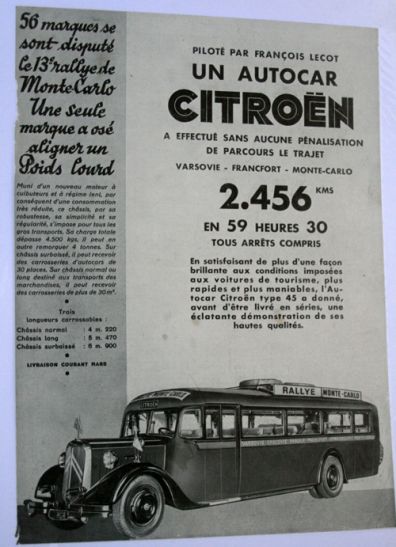 56 marques se
sont disputé
le 13e rallye de
Monte-Carlo
Une seule
marque a osé
aligner un
Poids lourd
Muni d'un nouveau moteur à
culbuteurs et à régime lent, par
conséquent d'une consommation
très réduite, ce châssis, par sa
robustesse, sa simplicité et sa
régularité, s'impose pour tous les
gros transports. Sa charge totale
dépasse 4.500 kgs, il peut en
outre remorquer 4 tonnes. Sur
châssis surbaissé, il peut recevoir
des carrosseries d'autocars de
30 places. Sur châssis normal ou
long destiné aux transports des
marchandises, il peut recevoir
des carrosseries de plus de 30 m³.
Trois
longueurs carrossables :
Châssis normal : 4 m. 220
Châssis long : 5 m. 470
Châssis surbaissé : 6 m. 900
LIVRAISON COURANT MARS
PILOTÉ PAR FRANÇOIS LECOT
UN AUTOCAR
CITROËN
A EFFECTUÉ SANS AUCUNE PÉNALISATION
DE PARCOURS LE TRAJET
VARSOVIE - FRANCFORT - MONTE-CARLO
2.456 KMS
EN 59 HEURES 30
TOUS ARRÊTS COMPRIS
En satisfaisant de plus d'une façon
brillante aux conditions imposées
aux voitures de tourisme, plus
rapides et plus maniables, l'Au-
tocar Citroën type 45 a donné,
avant d'être livré en séries, une
éclatante démonstration de ses
hautes qualités.
RALLYE MONTE-CARLO
CITROËN